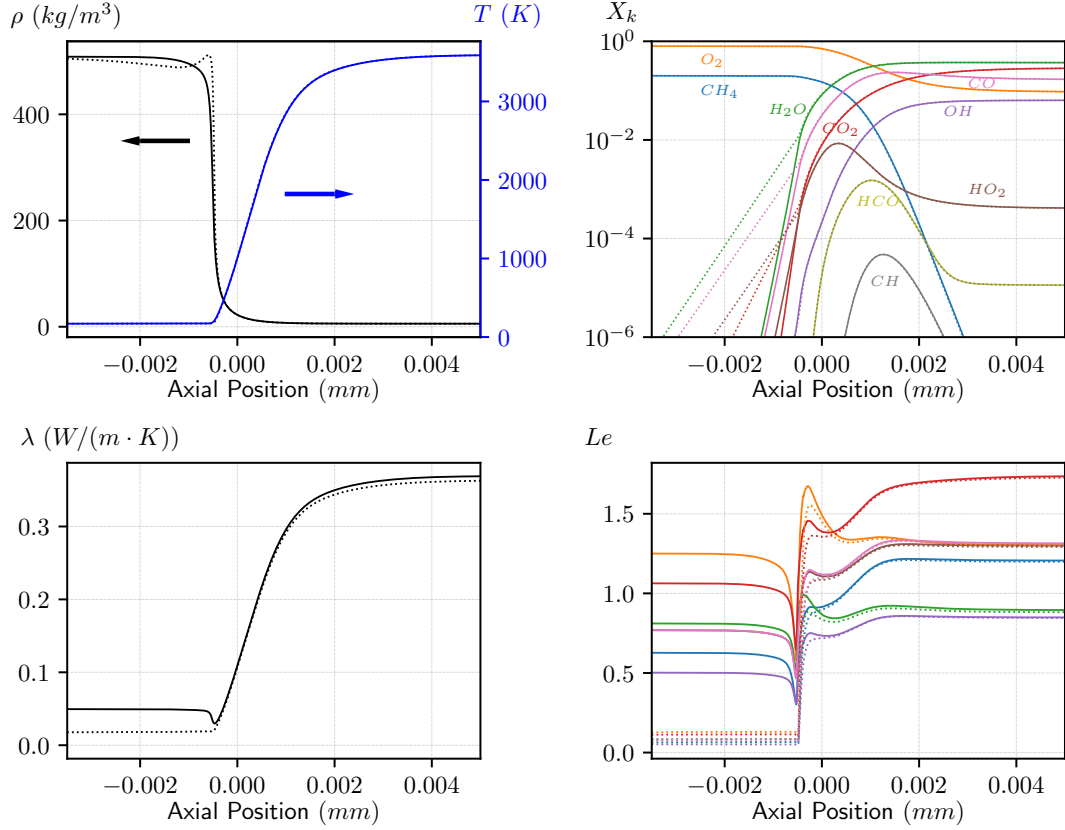 ρ (kg/m³) T (K)
400
200
0
3000
2000
1000
0
−0.002 0.000 0.002 0.004
Axial Position (mm)
X_k
10⁰
10⁻²
10⁻⁴
10⁻⁶
O₂
CH₄
H₂O
CO₂
CO
OH
HO₂
HCO
CH
−0.002 0.000 0.002 0.004
Axial Position (mm)
λ (W/(m · K))
0.3
0.2
0.1
0.0
−0.002 0.000 0.002 0.004
Axial Position (mm)
Le
1.5
1.0
0.5
0.0
−0.002 0.000 0.002 0.004
Axial Position (mm)